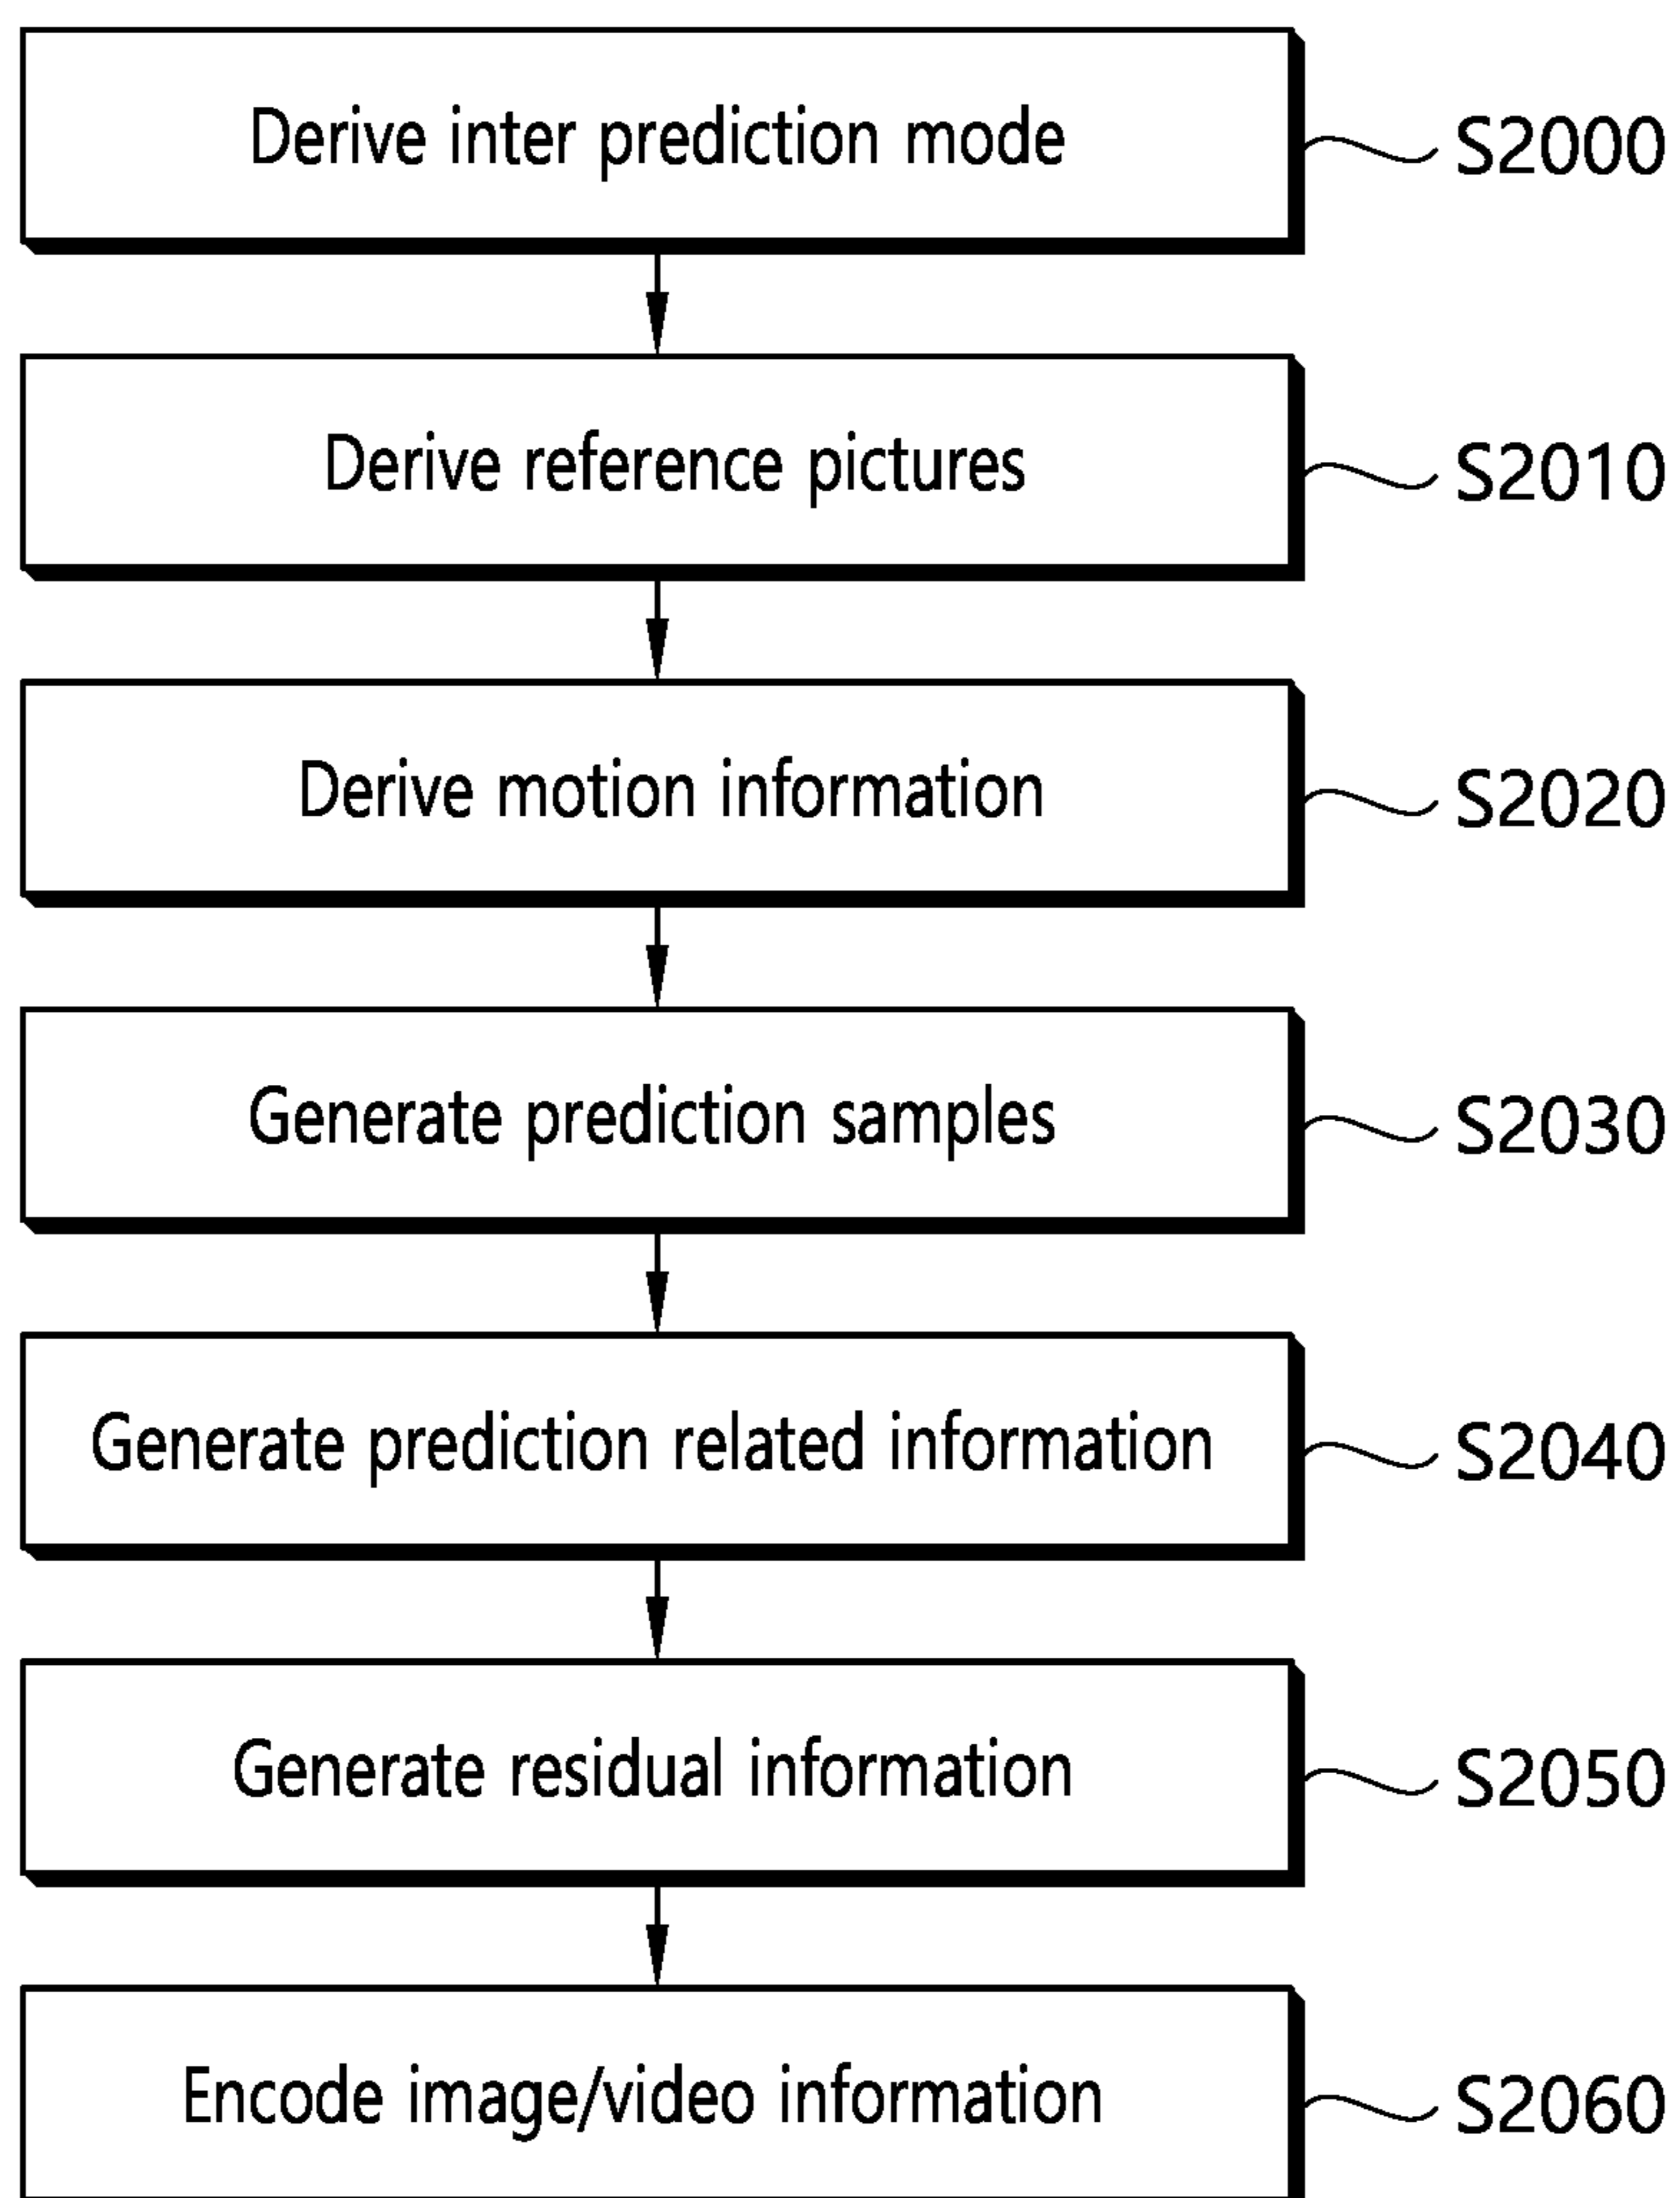 Derive inter prediction mode
S2000
Derive reference pictures
S2010
Derive motion information
S2020
Generate prediction samples
S2030
Generate prediction related information
S2040
Generate residual information
S2050
Encode image/video information
S2060